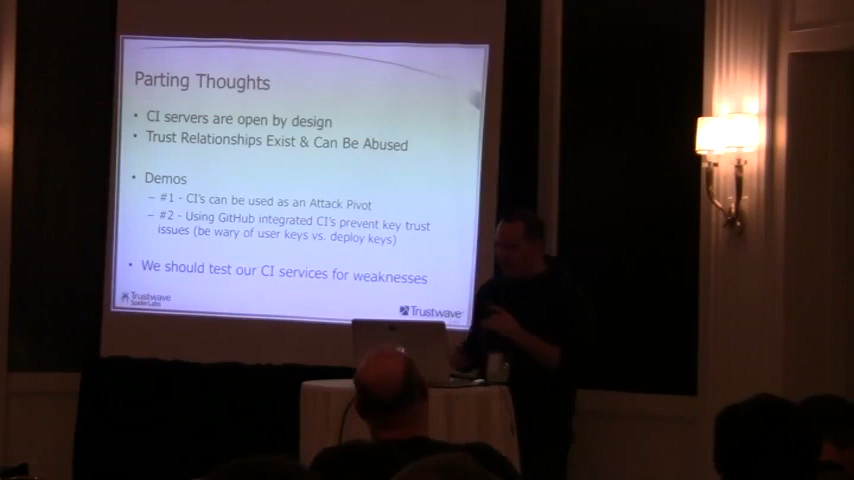 Parting Thoughts
• CI servers are open by design
• Trust Relationships Exist & Can Be Abused
• Demos
– #1 - CI's can be used as an Attack Pivot
– #2 - Using GitHub integrated CI's prevent key trust
issues (be wary of user keys vs. deploy keys)
• We should test our CI services for weaknesses
Trustwave
SpiderLabs
Trustwave